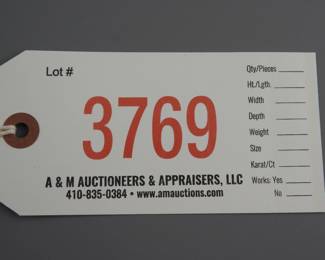 Lot #
3769
A & M AUCTIONEERS & APPRAISERS, LLC
410-835-0384 • www.amauctions.com
Qty/Pieces
Ht./Lgth.
Width
Depth
Weight
Size
Karat/Ct
Works: Yes
No